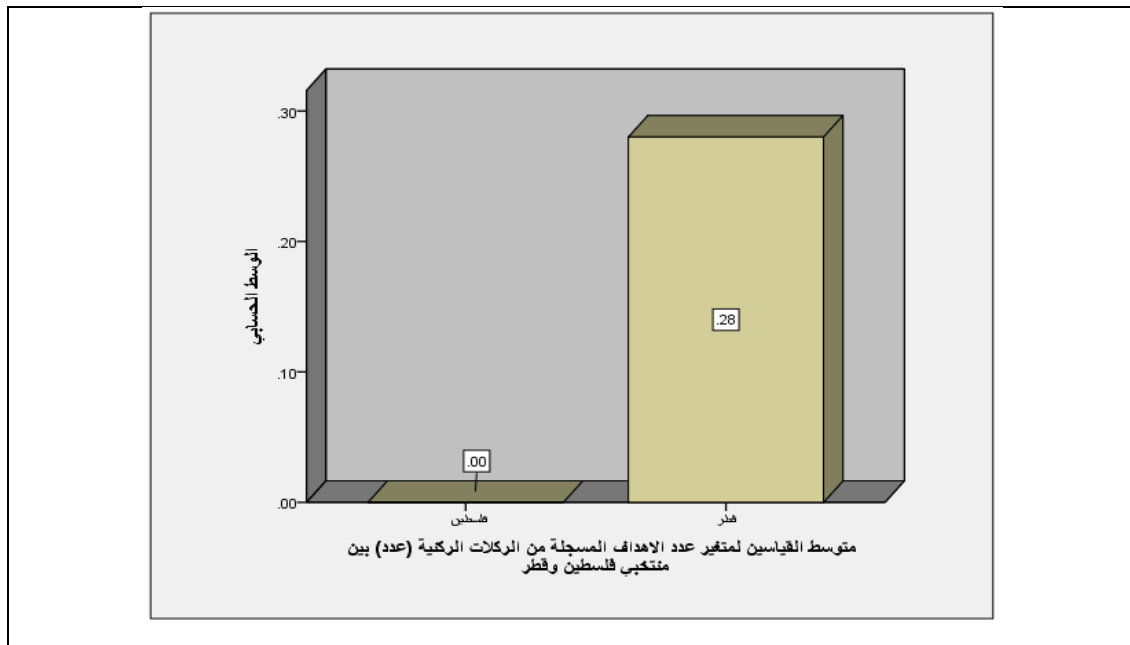 .30
.20
.10
.00
الوسط الحسابي
.00
.28
فلسطين
قطر
متوسط القياسين لمتغير عدد الاهداف المسجلة من الركلات الركنية (عدد) بين
منتخبي فلسطين وقطر